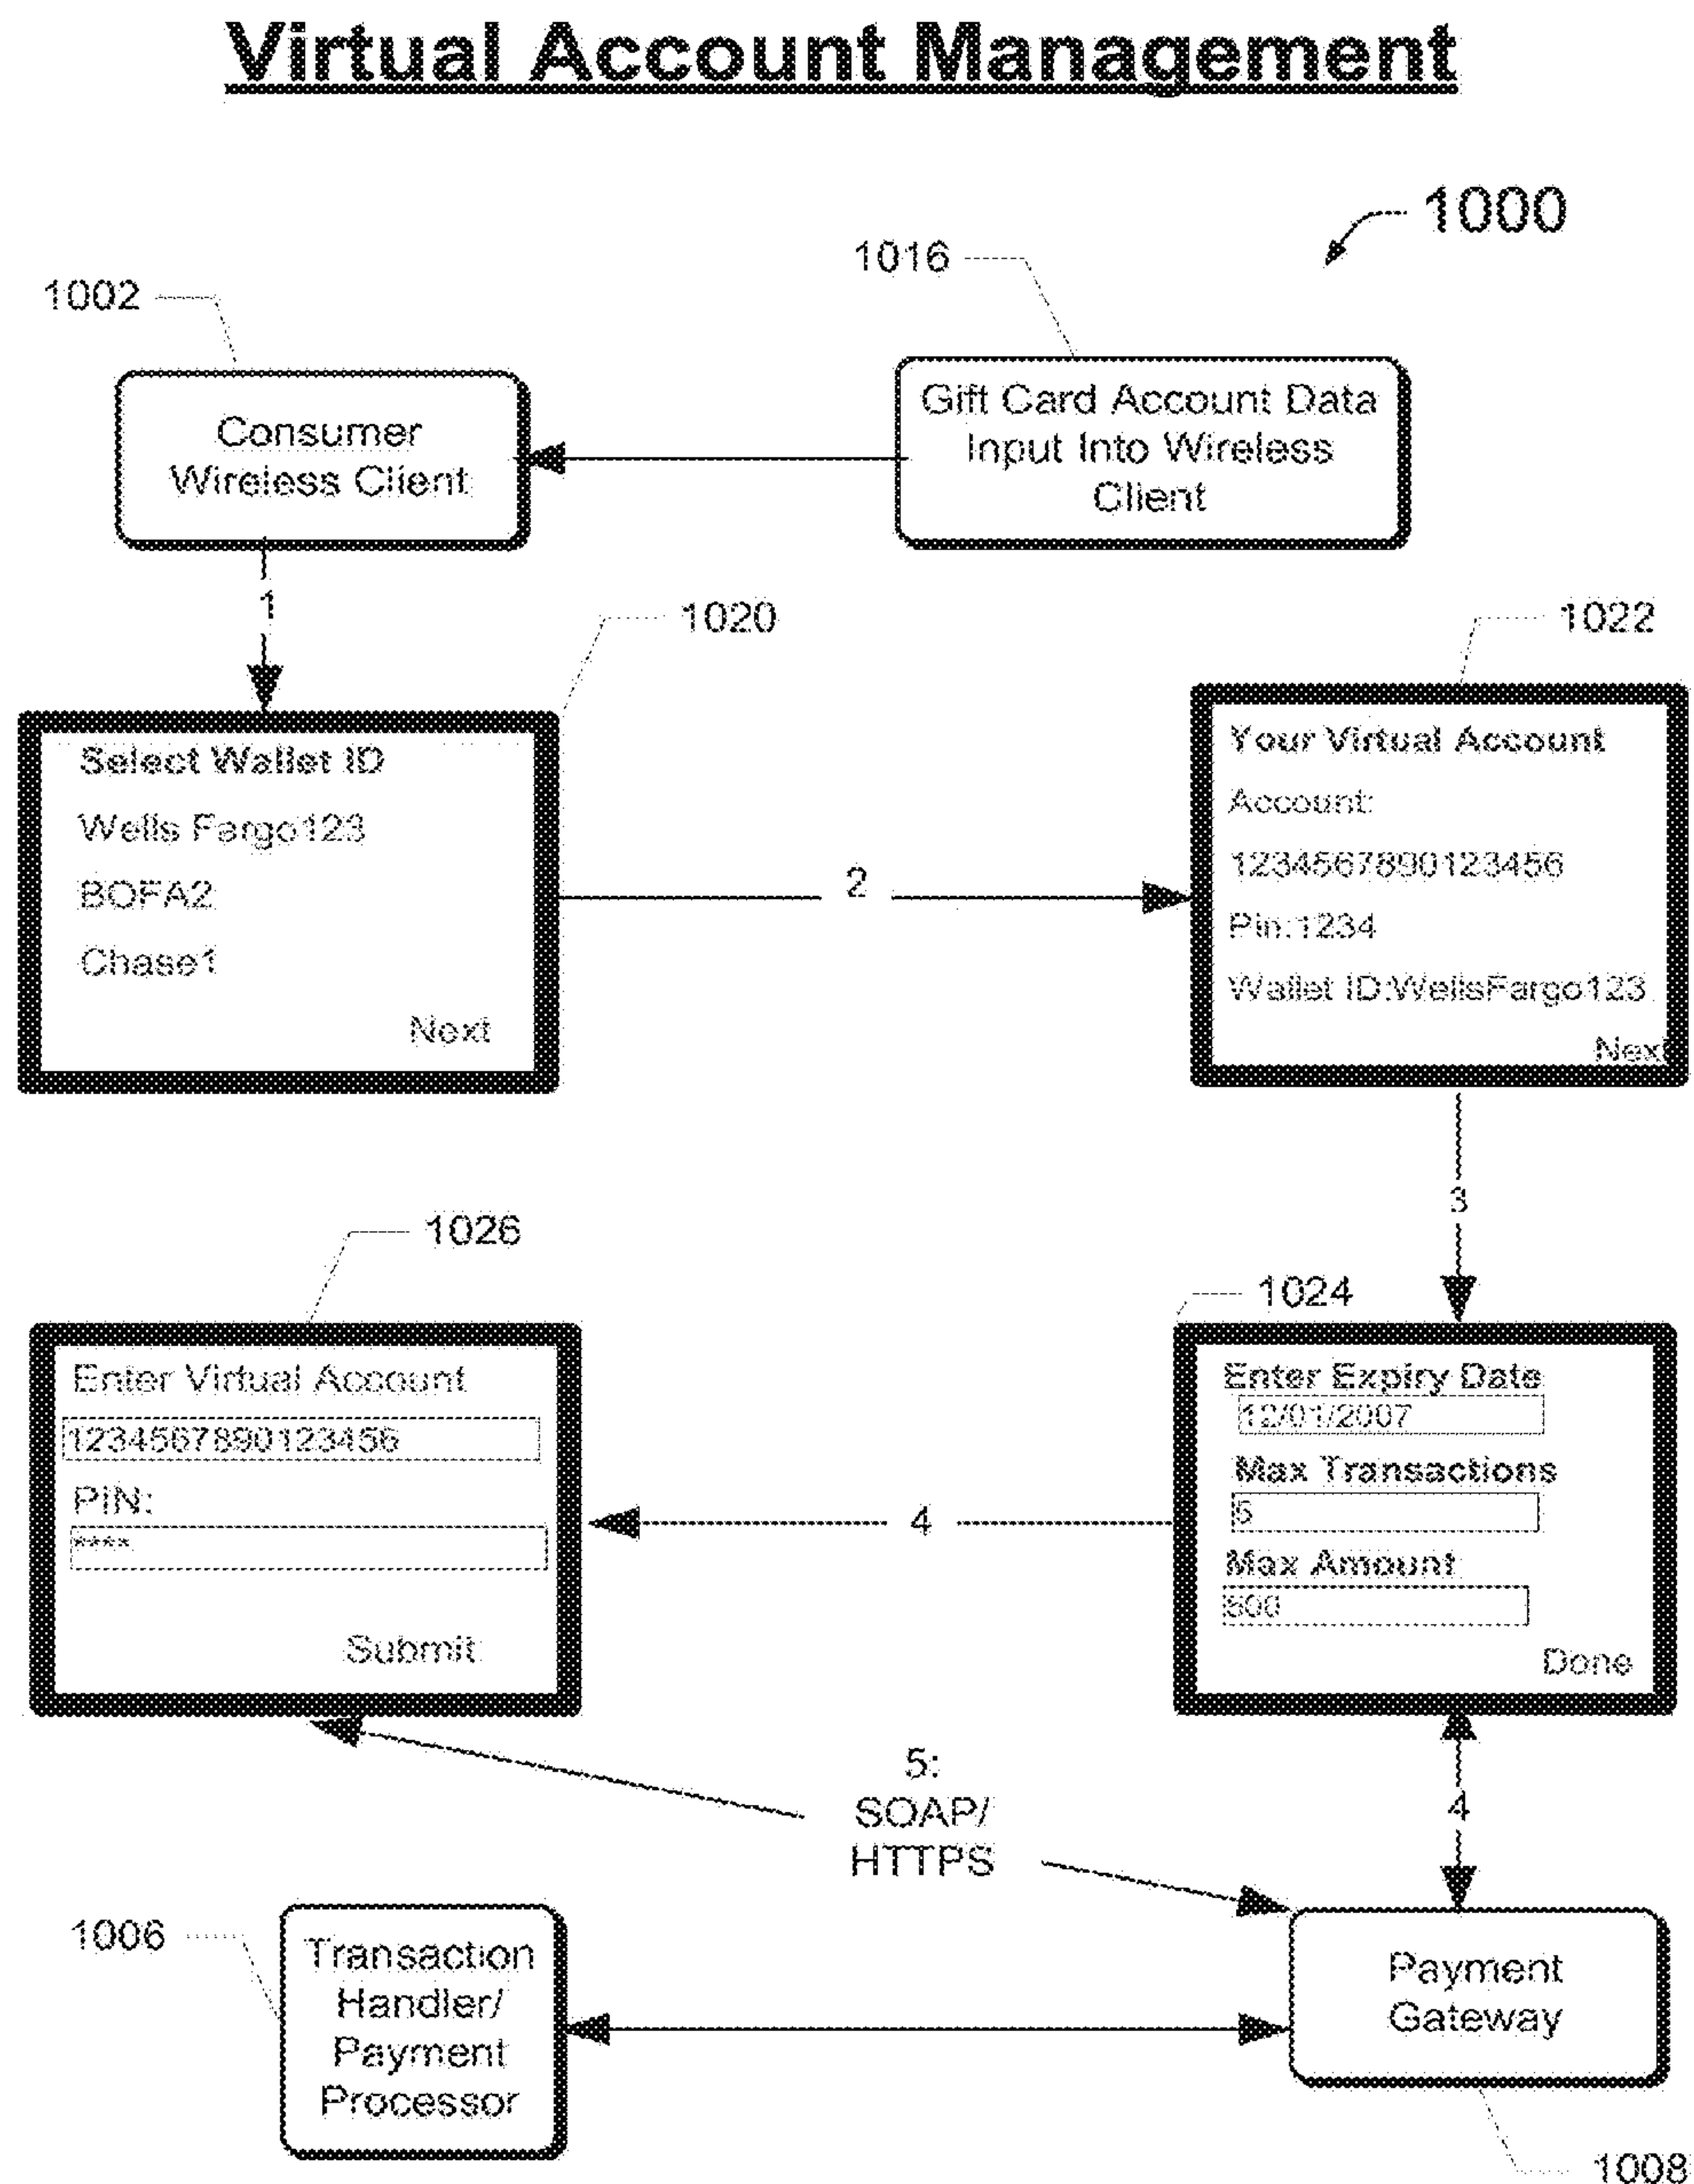 Virtual Account Management
1000
1016
1002
Consumer
Wireless Client
Gift Card Account Data
Input Into Wireless
Client
1
1020
1022
Select Wallet ID
Wells Fargo123
BOFA2
Chase1
Next
2
Your Virtual Account
Account:
1234567890123456
Pin:1234
Wallet ID:WellsFargo123
Next
3
1026
1024
Enter Virtual Account
1234567890123456
PIN:
****
Submit
4
Enter Expiry Date
12/01/2007
Max Transactions
5
Max Amount
500
Done
5:
SOAP/
HTTPS
4
1006
Transaction
Handler/
Payment
Processor
Payment
Gateway
1008